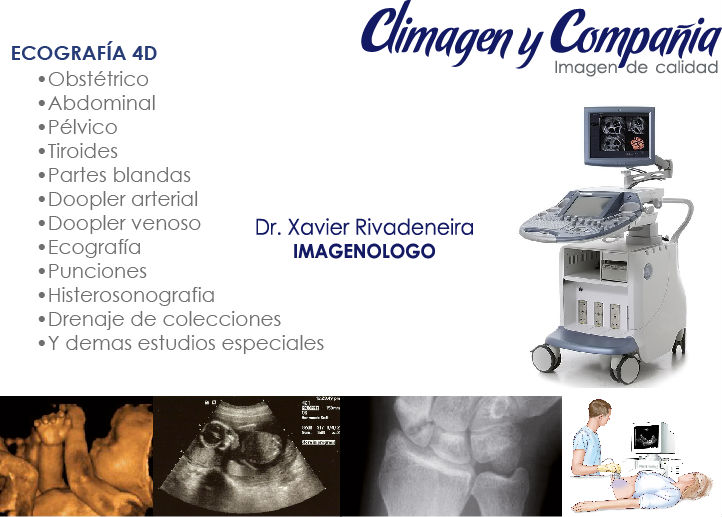 Climagen y Compañia
Imagen de calidad
ECOGRAFÍA 4D
•Obstétrico
•Abdominal
•Pélvico
•Tiroides
•Partes blandas
•Doopler arterial
•Doopler venoso
•Ecografía
•Punciones
•Histerosonografia
•Drenaje de colecciones
•Y demas estudios especiales
Dr. Xavier Rivadeneira
IMAGENOLOGO